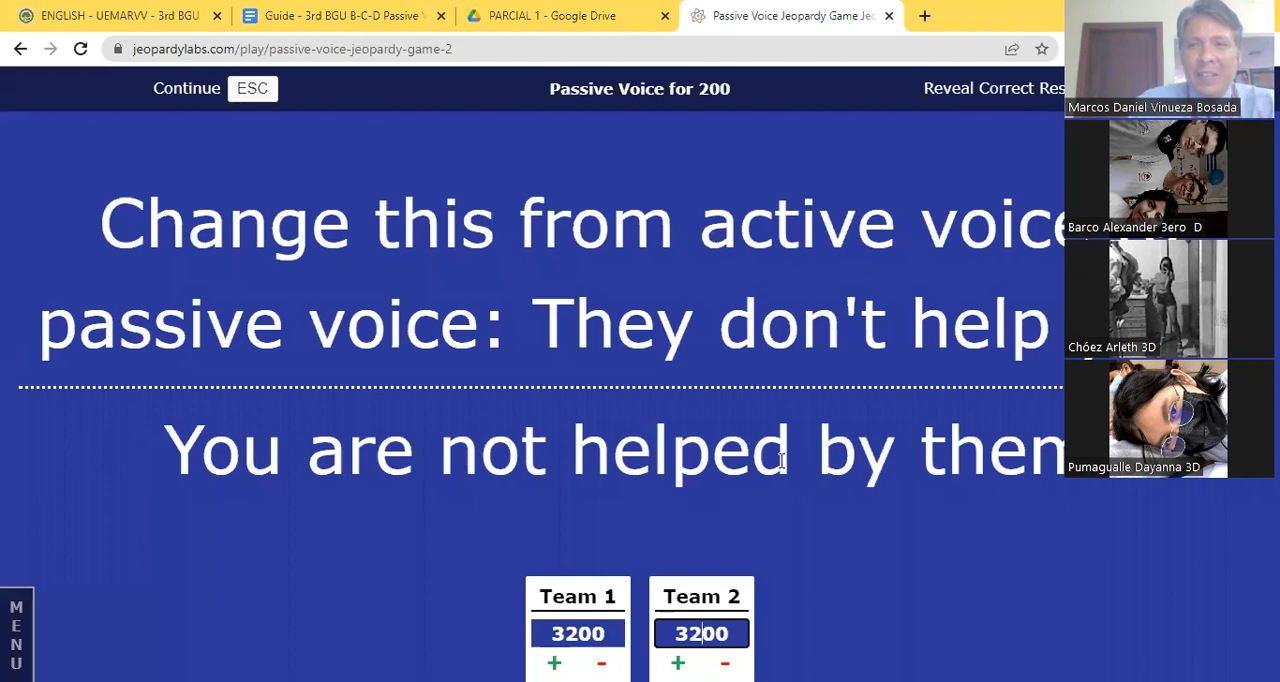 ENGLISH - UEMARVV - 3rd BGU
Guide - 3rd BGU B-C-D Passive V
PARCIAL 1 - Google Drive
Passive Voice Jeopardy Game Jeo
jeopardylabs.com/play/passive-voice-jeopardy-game-2
Continue ESC
Passive Voice for 200
Reveal Correct Res
Change this from active voice
passive voice: They don't help
You are not helped by them
Team 1
3200
+ -
Team 2
3200
+ -
MENU
Marcos Daniel Vinueza Bosada
Barco Alexander 3ero D
Chóez Arleth 3D
Pumagualle Dayanna 3D